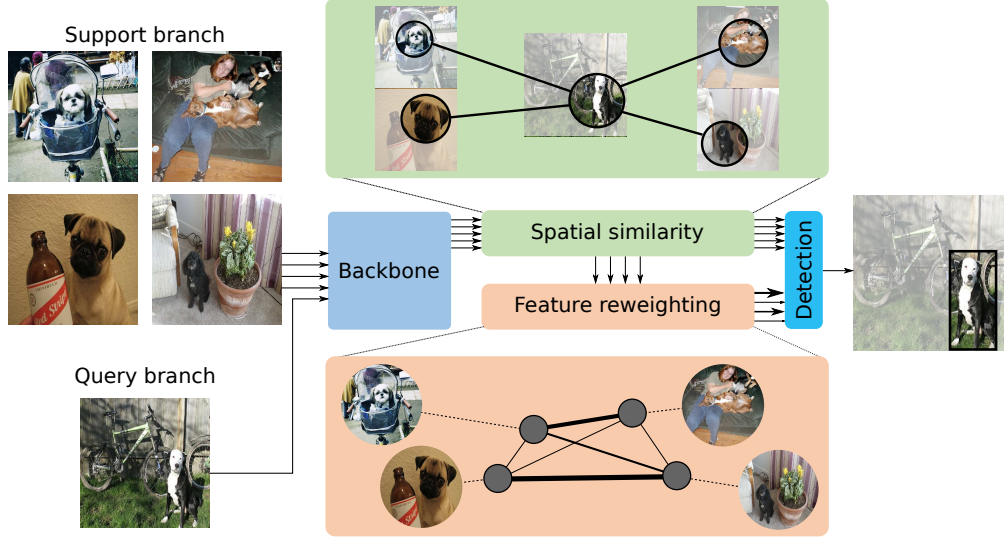 Support branch
Backbone
Spatial similarity
Feature reweighting
Detection
Query branch